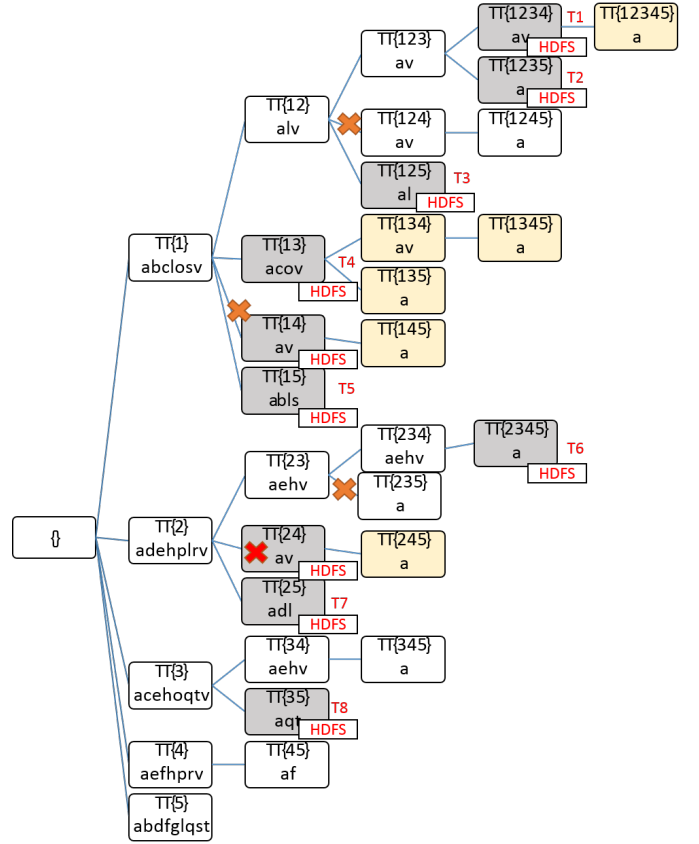 TT{1234}
av
T1
HDFS
TT{12345}
a
TT{123}
av
TT{1235}
a
T2
HDFS
TT{12}
alv
TT{124}
av
TT{1245}
a
TT{125}
al
T3
HDFS
TT{1}
abclosv
TT{13}
acov
T4
HDFS
TT{134}
av
TT{1345}
a
TT{135}
a
TT{14}
av
HDFS
TT{145}
a
TT{15}
abls
T5
HDFS
{}
TT{2}
adehplrv
TT{23}
aehv
TT{234}
aehv
TT{2345}
a
T6
HDFS
TT{235}
a
TT{24}
av
HDFS
TT{245}
a
TT{25}
adl
T7
HDFS
TT{3}
acehoqtv
TT{34}
aehv
TT{345}
a
TT{35}
aqt
T8
HDFS
TT{4}
aefhprv
TT{45}
af
TT{5}
abdfglqst